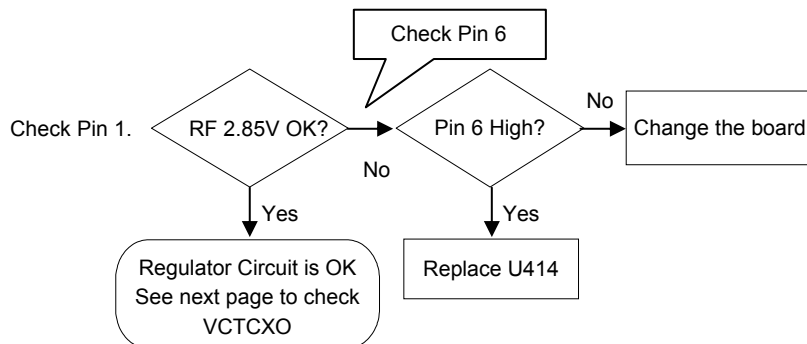 Check Pin 6
Check Pin 1.
RF 2.85V OK?
No
Pin 6 High?
No
Change the board
Yes
Yes
Regulator Circuit is OK
See next page to check
VCTCXO
Replace U414